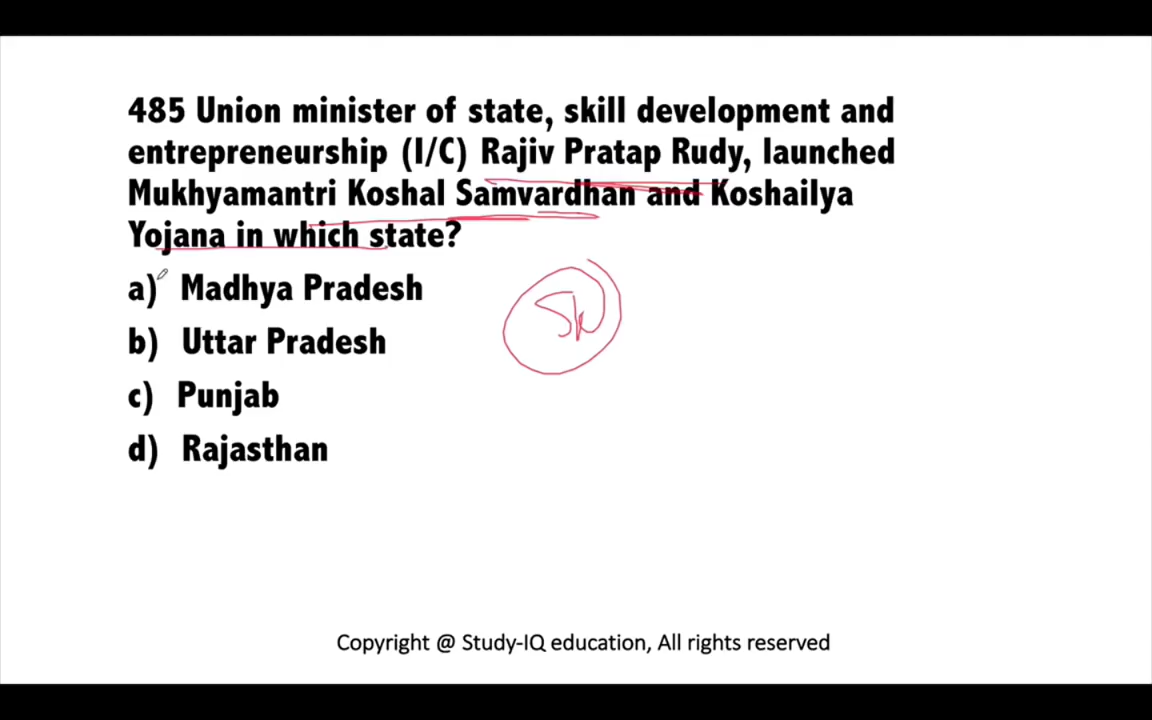 485 Union minister of state, skill development and
entrepreneurship (I/C) Rajiv Pratap Rudy, launched
Mukhyamantri Koshal Samvardhan and Koshailya
Yojana in which state?
a) Madhya Pradesh
b) Uttar Pradesh
c) Punjab
d) Rajasthan
Copyright @ Study-IQ education, All rights reserved